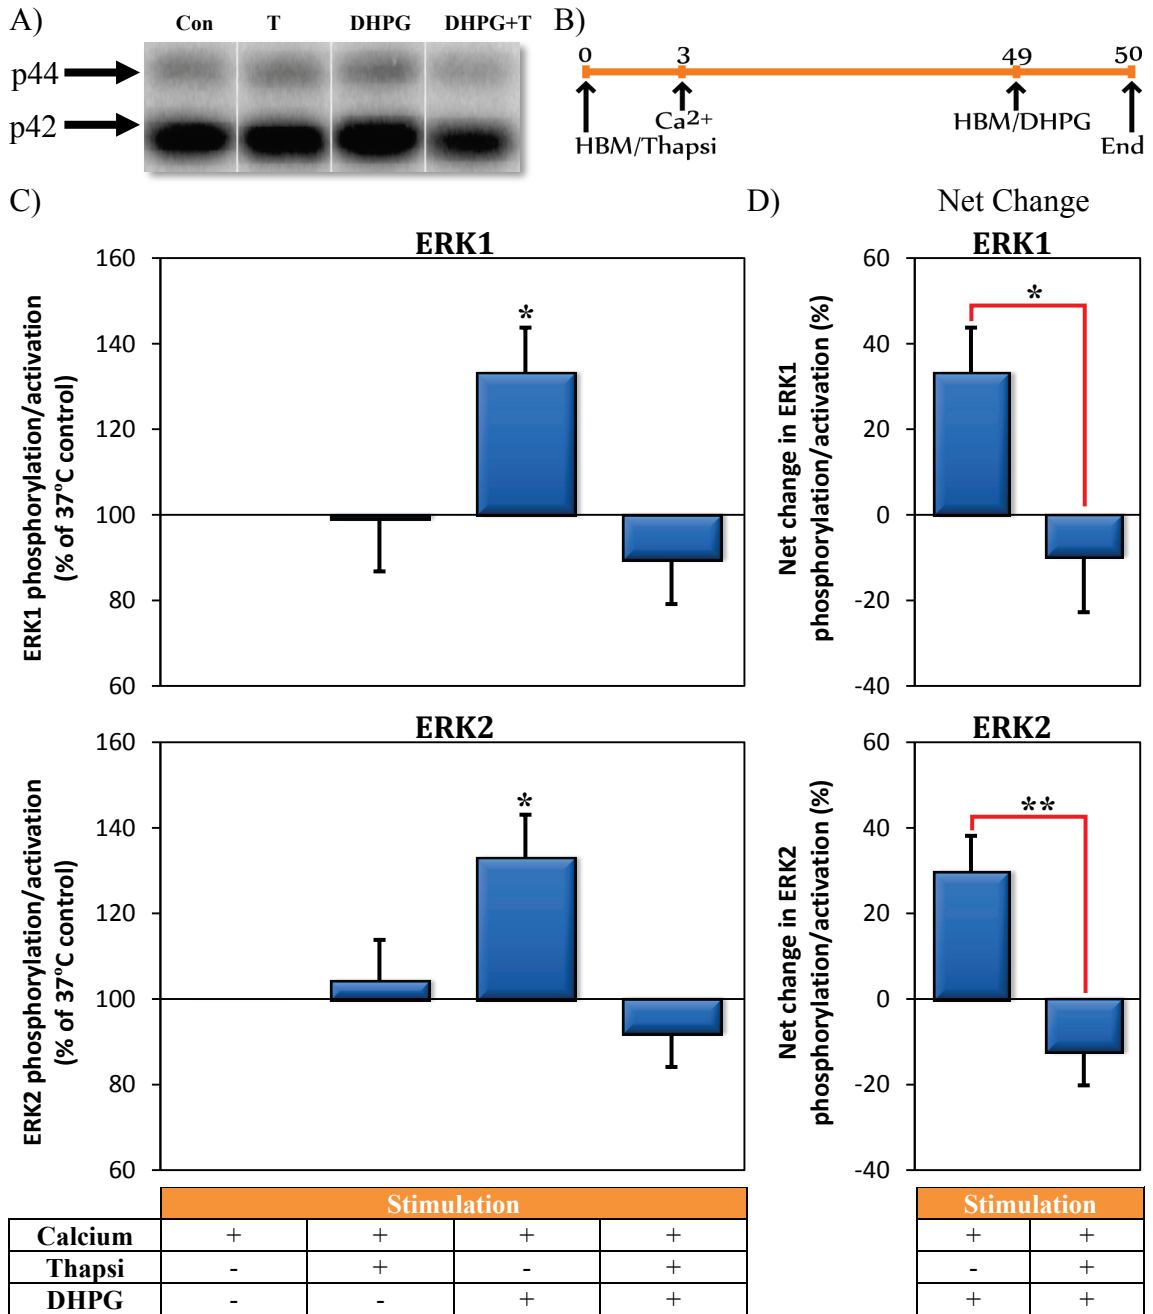 A)
Con T DHPG DHPG+T
p44
p42
B)
0 3 49 50
Ca2+
HBM/Thapsi
HBM/DHPG
End
C)
ERK1
ERK1 phosphorylation/activation
(% of 37°C control)
160
140
120
100
80
60
*
D)
Net Change
ERK1
Net change in ERK1
phosphorylation/activation (%)
60
40
20
0
-20
-40
*
ERK2
ERK2 phosphorylation/activation
(% of 37°C control)
160
140
120
100
80
60
*
ERK2
Net change in ERK2
phosphorylation/activation (%)
60
40
20
0
-20
-40
**
Stimulation
Calcium + + + +
Thapsi - + - +
DHPG - - + +
Stimulation
+ +
- +
+ +